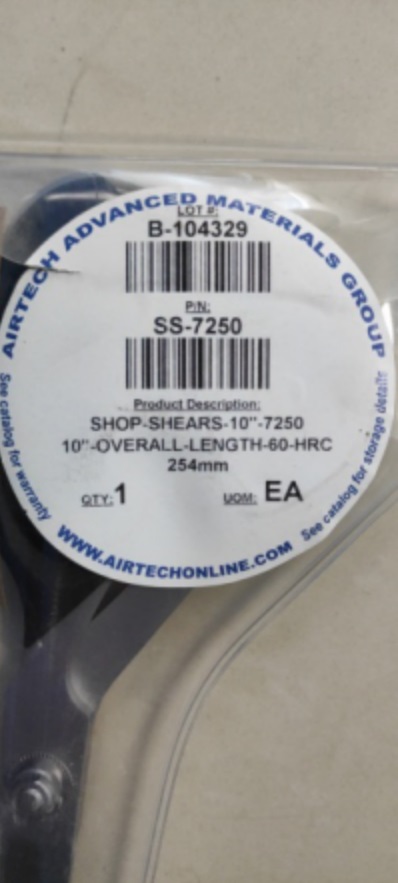 AIRTECH ADVANCED MATERIALS GROUP
LOT #:
B-104329
P/N:
SS-7250
Product Description:
SHOP-SHEARS-10"-7250
10"-OVERALL-LENGTH-60-HRC
254mm
QTY: 1 UOM: EA
See catalog for warranty
WWW.AIRTECHONLINE.COM
See catalog for storage details